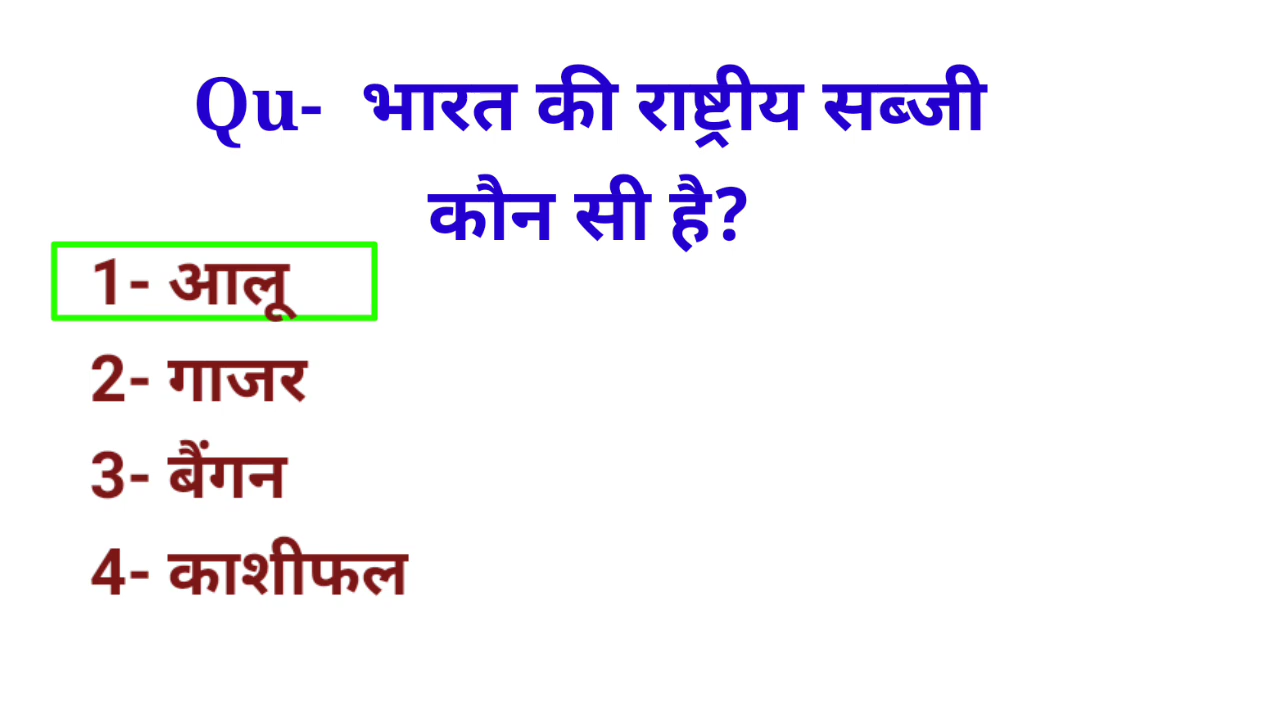 Qu- भारत की राष्ट्रीय सब्जी
कौन सी है?
1- आलू
2- गाजर
3- बैंगन
4- काशीफल